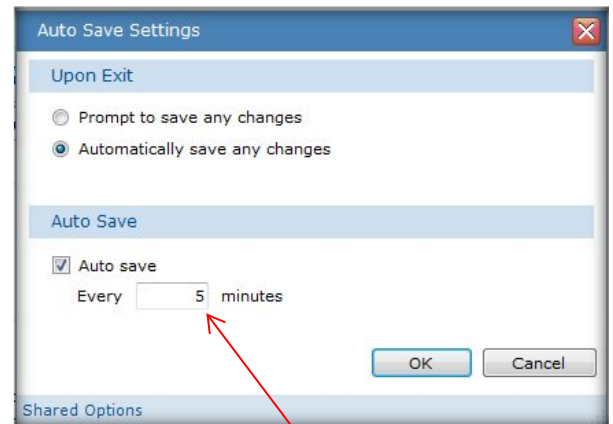 Auto Save Settings
Upon Exit
Prompt to save any changes
Automatically save any changes
Auto Save
Auto save
Every 5 minutes
OK Cancel
Shared Options